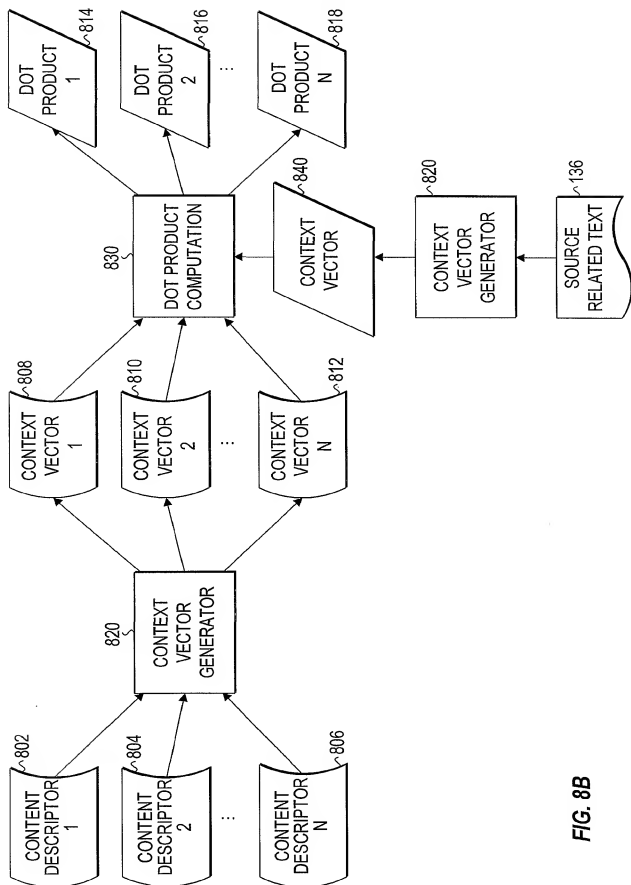 CONTENT
DESCRIPTOR
1
802
CONTENT
DESCRIPTOR
2
804
⋮
CONTENT
DESCRIPTOR
N
806
820
CONTEXT
VECTOR
GENERATOR
CONTEXT
VECTOR
1
808
CONTEXT
VECTOR
2
810
⋮
CONTEXT
VECTOR
N
812
830
DOT PRODUCT
COMPUTATION
DOT
PRODUCT
1
814
DOT
PRODUCT
2
816
⋮
DOT
PRODUCT
N
818
CONTEXT
VECTOR
840
CONTEXT
VECTOR
GENERATOR
820
SOURCE
RELATED TEXT
136
FIG. 8B